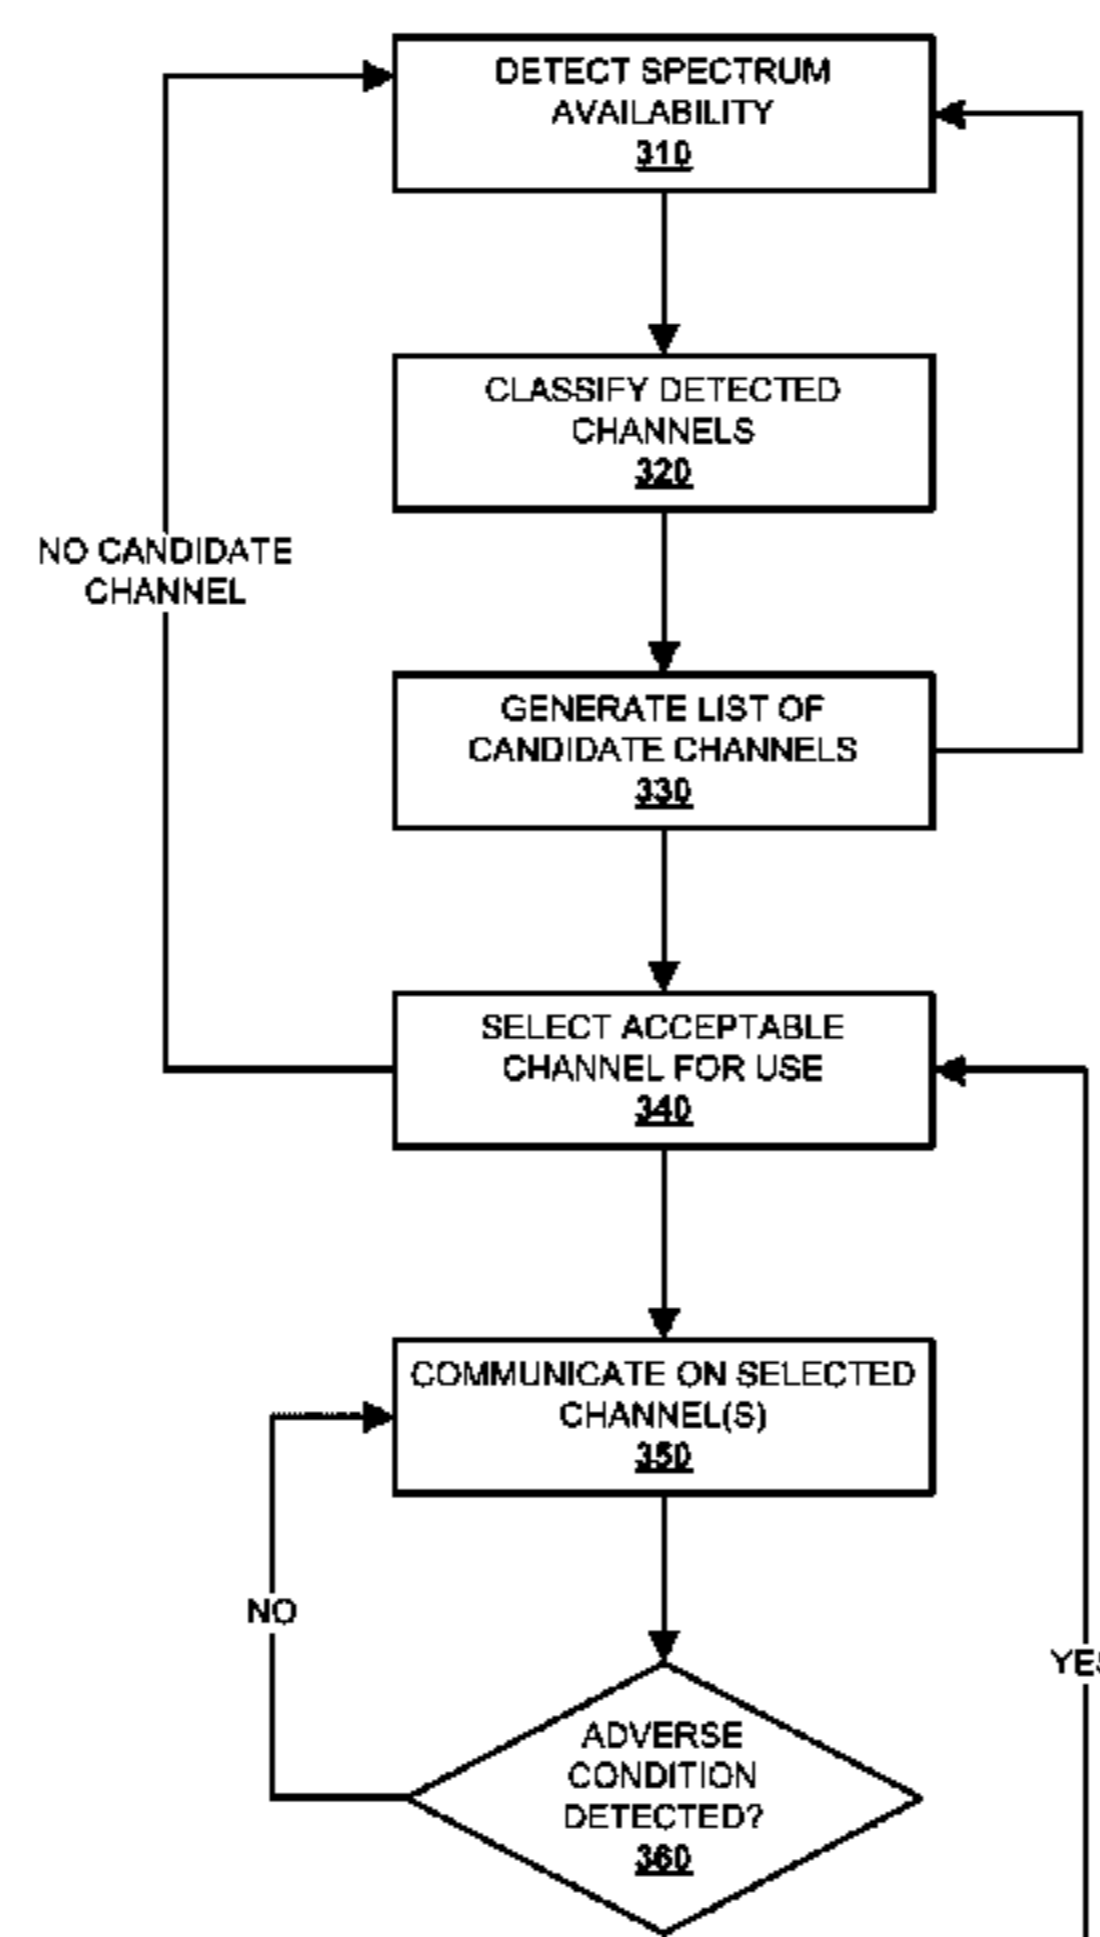 DETECT SPECTRUM
AVAILABILITY
310
CLASSIFY DETECTED
CHANNELS
320
NO CANDIDATE
CHANNEL
GENERATE LIST OF
CANDIDATE CHANNELS
330
SELECT ACCEPTABLE
CHANNEL FOR USE
340
COMMUNICATE ON SELECTED
CHANNEL(S)
350
NO
YES
ADVERSE
CONDITION
DETECTED?
360